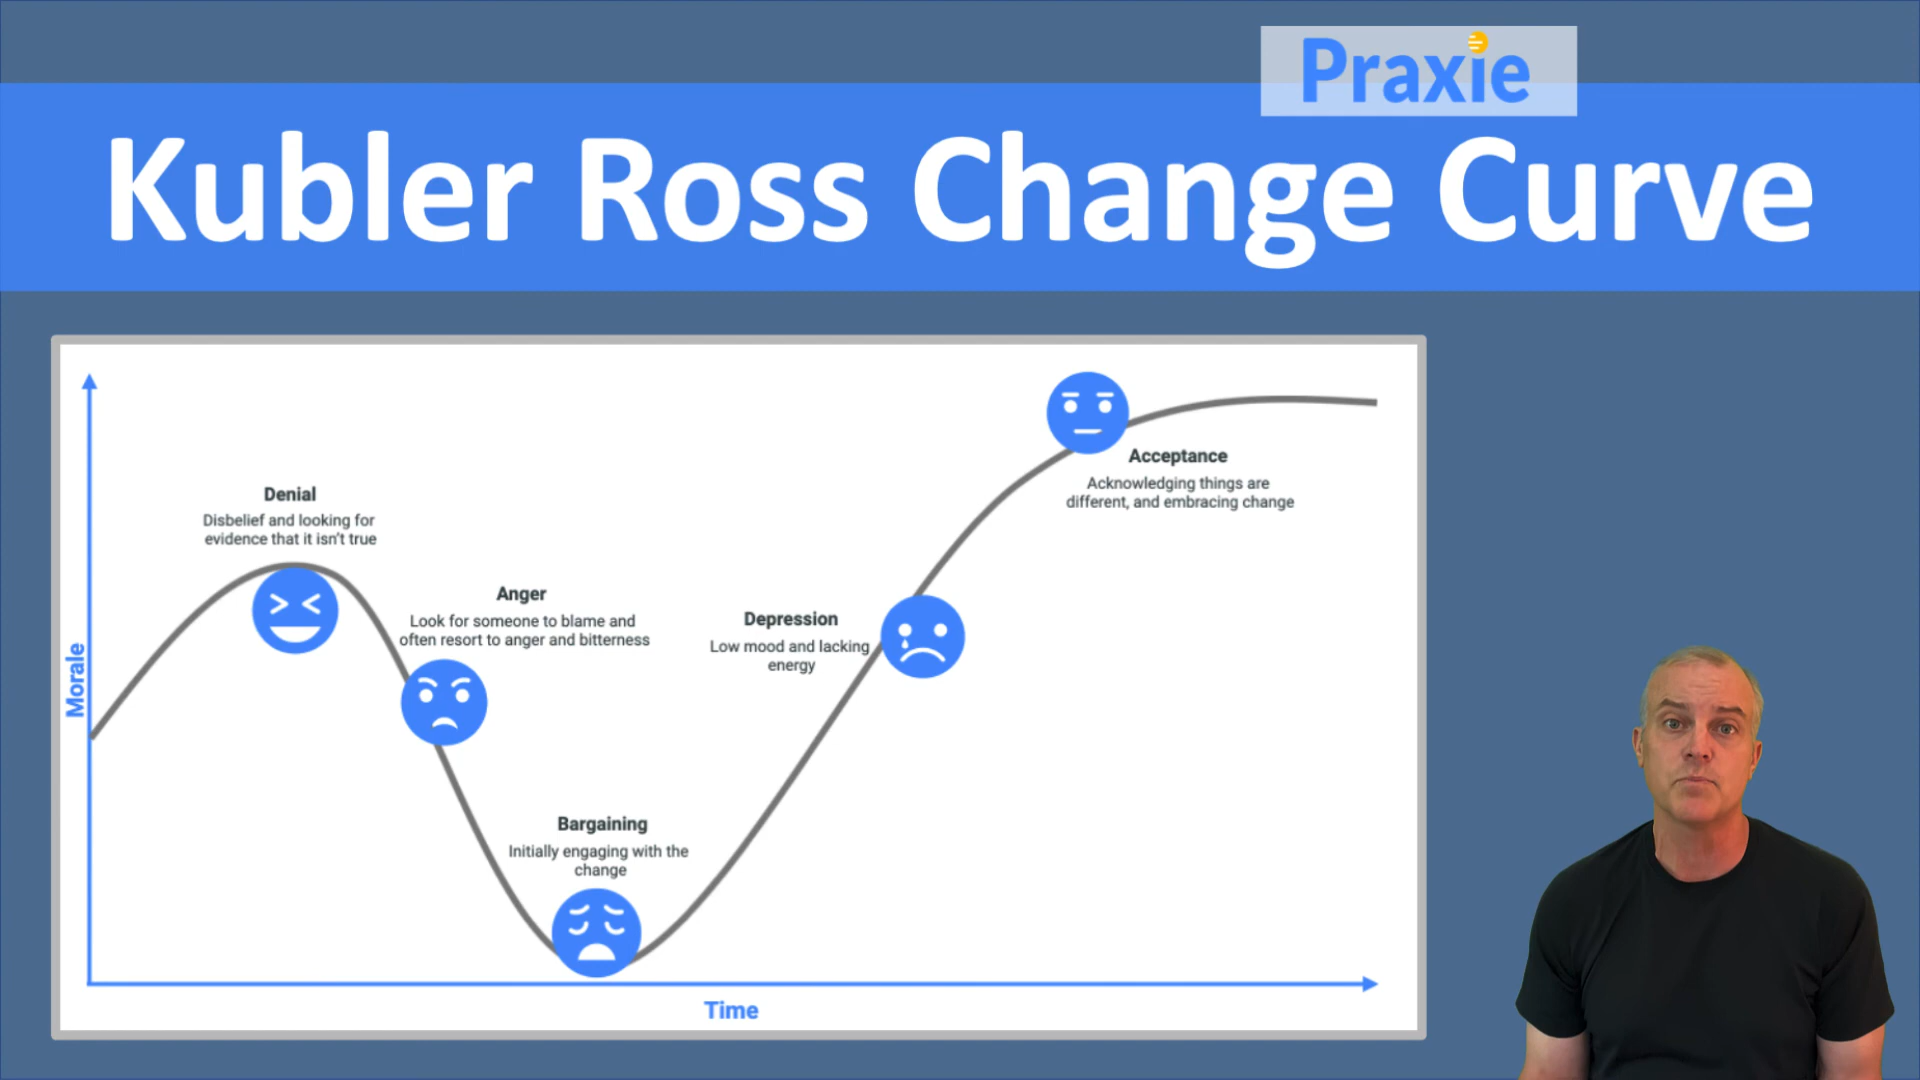 Praxie
Kubler Ross Change Curve
Denial
Disbelief and looking for
evidence that it isn't true
Anger
Look for someone to blame and
often resort to anger and bitterness
Bargaining
Initially engaging with the
change
Depression
Low mood and lacking
energy
Acceptance
Acknowledging things are
different, and embracing change
Morale
Time